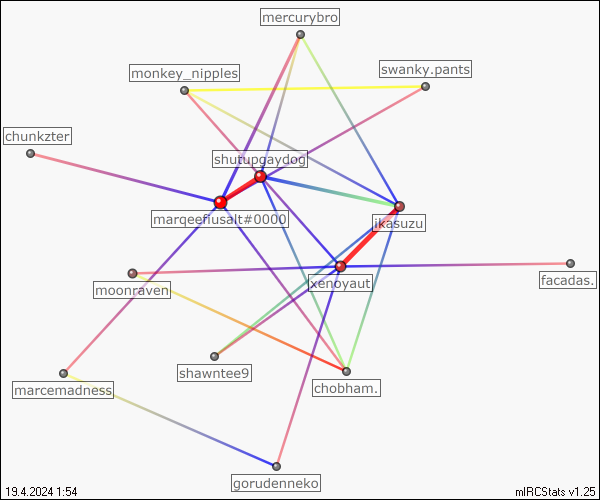 mercurybro
monkey_nipples
swanky.pants
chunkzter
shutupgaydog
marqeefiusalt#0000
ikasuzu
xenoyaut
facadas.
moonraven
shawntee9
chobham.
marcemadness
gorudenneko
19.4.2024 1:54
mIRCStats v1.25